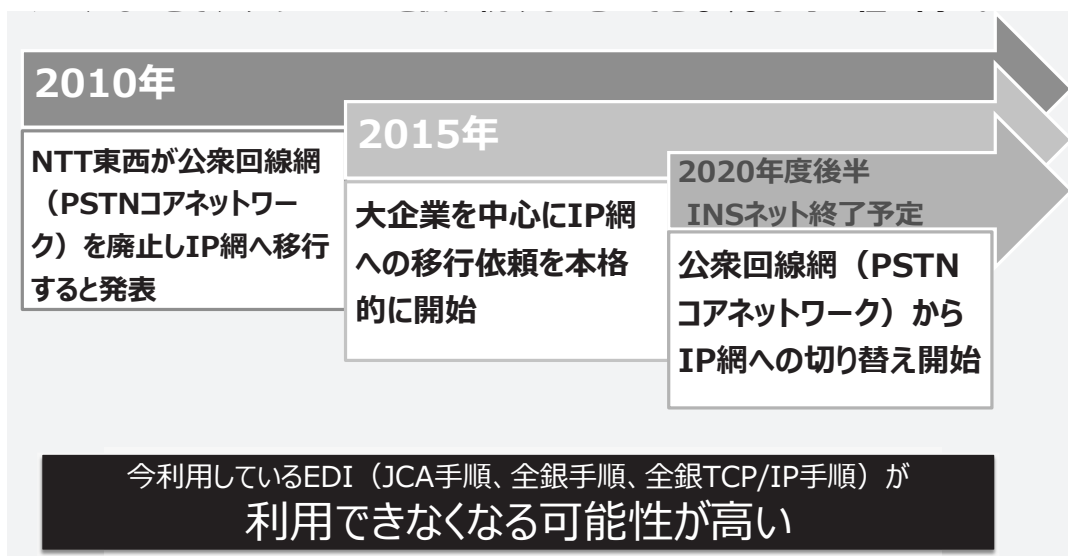 2010年
NTT東西が公衆回線網
（PSTNコアネットワー
ク）を廃止しIP網へ移行
すると発表
2015年
大企業を中心にIP網
への移行依頼を本格
的に開始
2020年度後半
INSネット終了予定
公衆回線網（PSTN
コアネットワーク）から
IP網への切り替え開始
今利用しているEDI（JCA手順、全銀手順、全銀TCP/IP手順）が
利用できなくなる可能性が高い